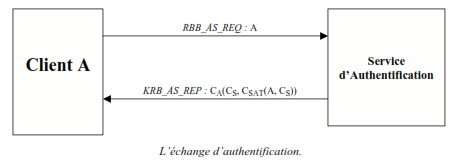 RBB_AS_REQ : A
Client A
Service
d'Authentification
KRB_AS_REP : CA(CS, CSAT(A, CS))
L'échange d'authentification.